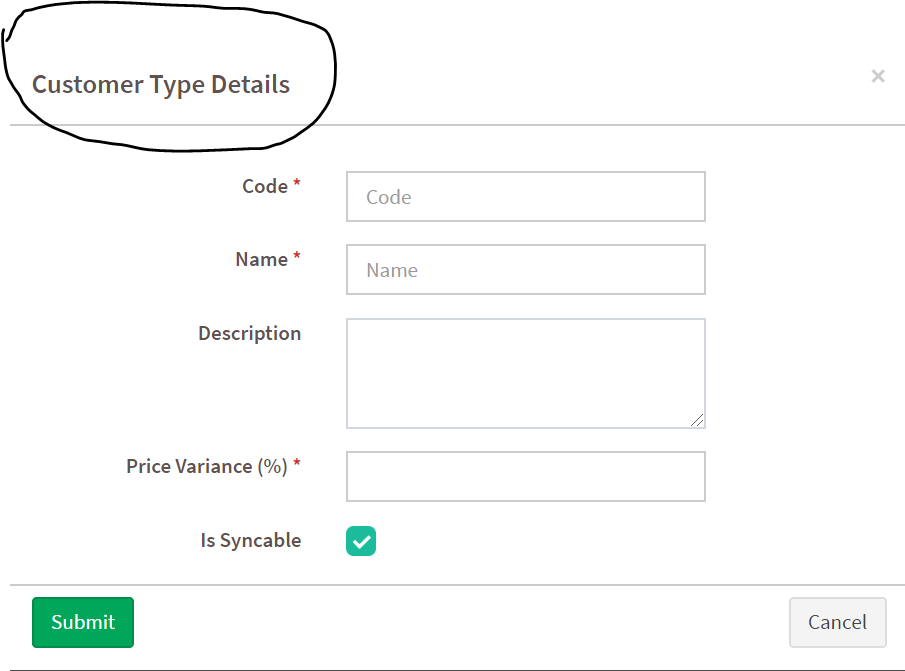 Customer Type Details
×
Code *
Code
Name *
Name
Description
Price Variance (%) *
Is Syncable
Submit
Cancel